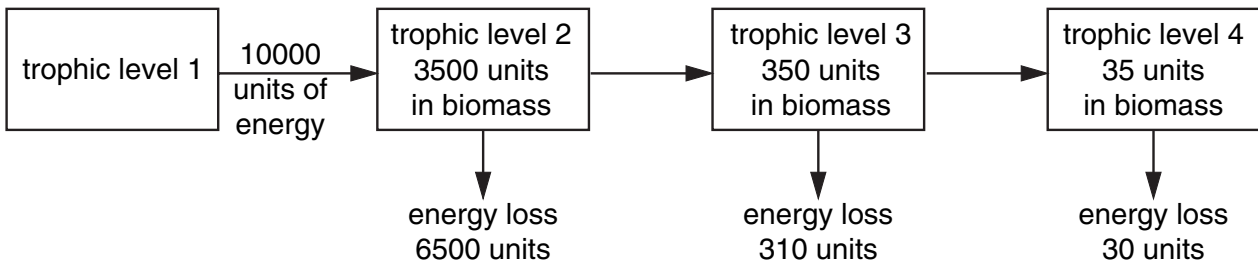 trophic level 1
10000
units of
energy
trophic level 2
3500 units
in biomass
trophic level 3
350 units
in biomass
trophic level 4
35 units
in biomass
energy loss
6500 units
energy loss
310 units
energy loss
30 units